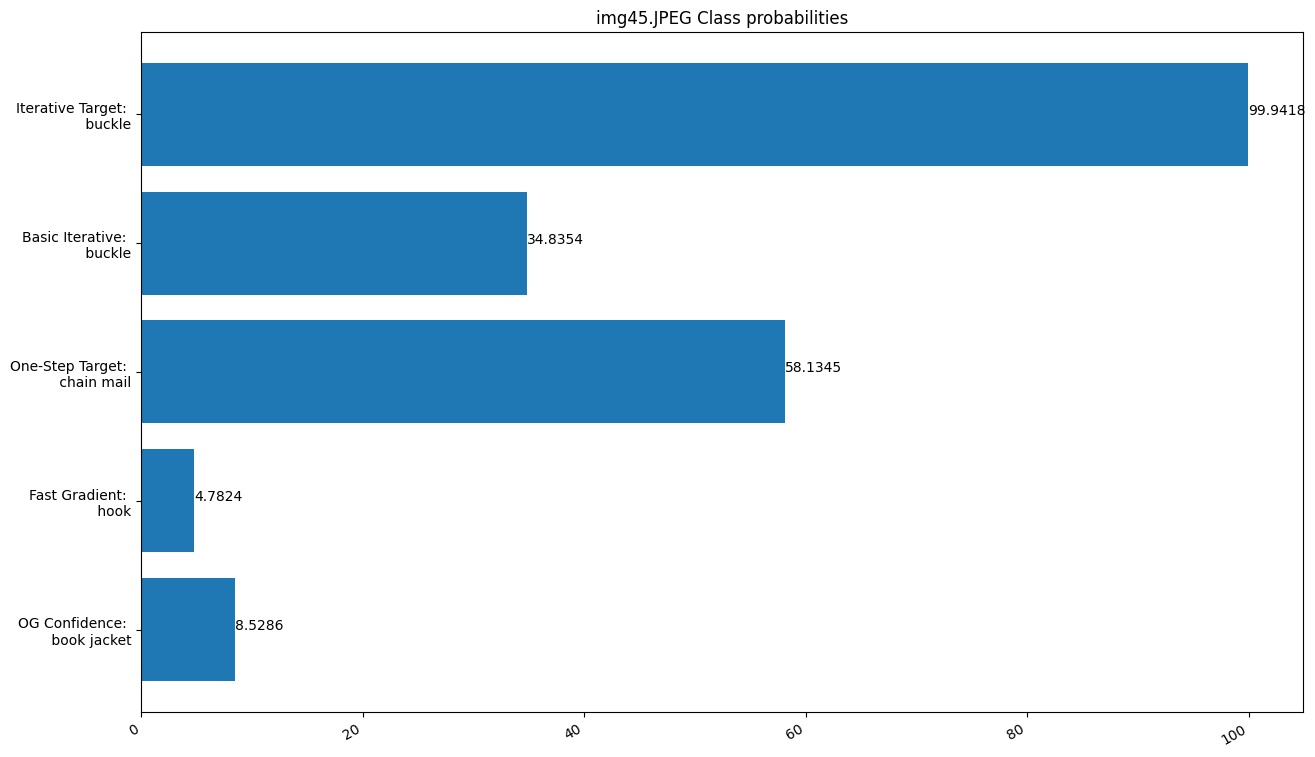 img45.JPEG Class probabilities
Iterative Target:
buckle
99.9418
Basic Iterative:
buckle
34.8354
One-Step Target:
chain mail
58.1345
Fast Gradient:
hook
4.7824
OG Confidence:
book jacket
8.5286
0
20
40
60
80
100